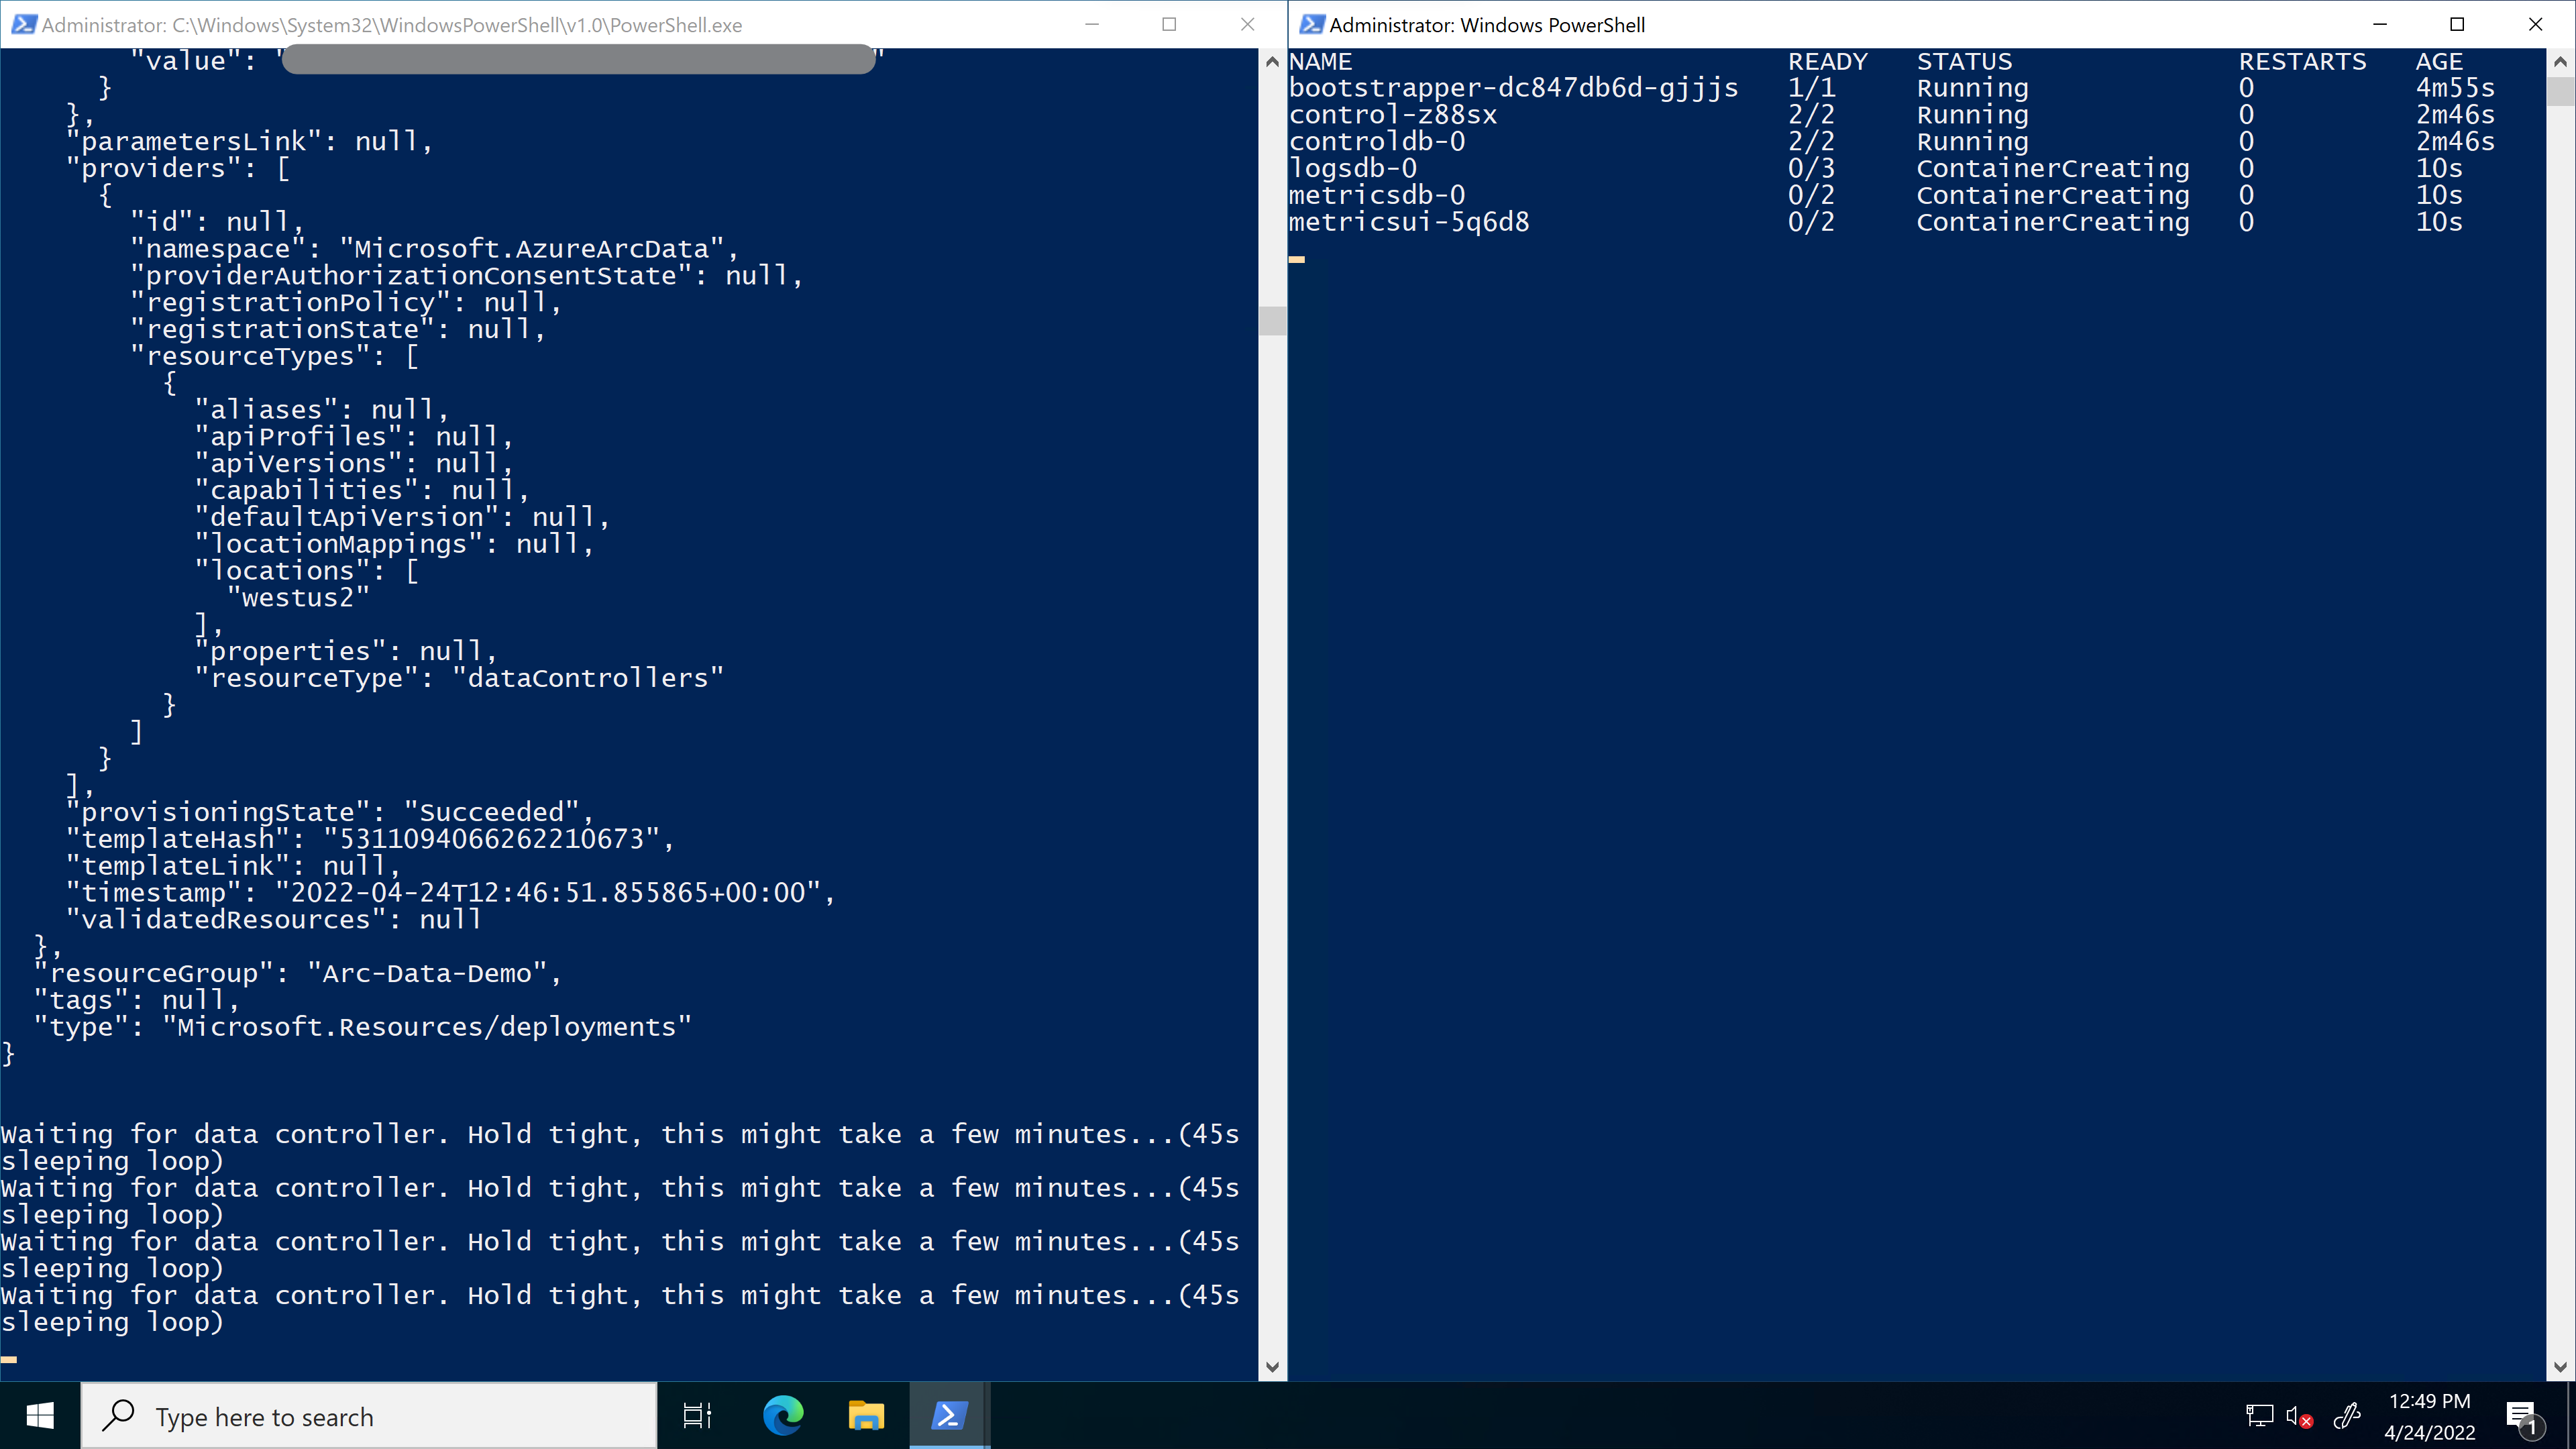 Administrator: C:\Windows\System32\WindowsPowerShell\v1.0\PowerShell.exe
"value": " "
}
},
"parametersLink": null,
"providers": [
{
"id": null,
"namespace": "Microsoft.AzureArcData",
"providerAuthorizationConsentState": null,
"registrationPolicy": null,
"registrationState": null,
"resourceTypes": [
{
"aliases": null,
"apiProfiles": null,
"apiVersions": null,
"capabilities": null,
"defaultApiVersion": null,
"locationMappings": null,
"locations": [
"westus2"
],
"properties": null,
"resourceType": "dataControllers"
}
]
}
],
"provisioningState": "Succeeded",
"templateHash": "5311094066262210673",
"templateLink": null,
"timestamp": "2022-04-24T12:46:51.855865+00:00",
"validatedResources": null
},
"resourceGroup": "Arc-Data-Demo",
"tags": null,
"type": "Microsoft.Resources/deployments"
}
Waiting for data controller. Hold tight, this might take a few minutes...(45s
sleeping loop)
Waiting for data controller. Hold tight, this might take a few minutes...(45s
sleeping loop)
Waiting for data controller. Hold tight, this might take a few minutes...(45s
sleeping loop)
Waiting for data controller. Hold tight, this might take a few minutes...(45s
sleeping loop)
Administrator: Windows PowerShell
NAME READY STATUS RESTARTS AGE
bootstrapper-dc847db6d-gjjjs 1/1 Running 0 4m55s
control-z88sx 2/2 Running 0 2m46s
controldb-0 2/2 Running 0 2m46s
logsdb-0 0/3 ContainerCreating 0 10s
metricsdb-0 0/2 ContainerCreating 0 10s
metricsui-5q6d8 0/2 ContainerCreating 0 10s
Type here to search
12:49 PM
4/24/2022
1